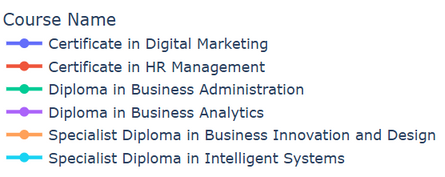 Course Name
Certificate in Digital Marketing
Certificate in HR Management
Diploma in Business Administration
Diploma in Business Analytics
Specialist Diploma in Business Innovation and Design
Specialist Diploma in Intelligent Systems